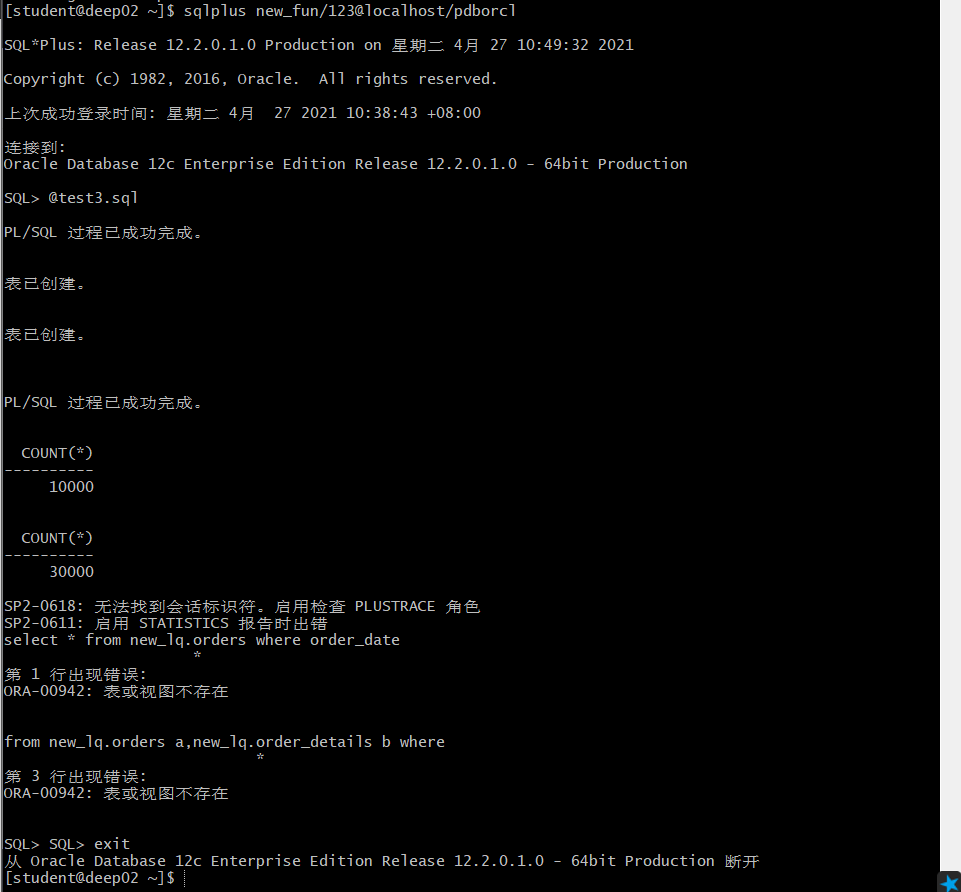 [student@deep02 ~]$ sqlplus new_fun/123@localhost/pdborcl
SQL*Plus: Release 12.2.0.1.0 Production on 星期二 4月 27 10:49:32 2021
Copyright (c) 1982, 2016, Oracle.  All rights reserved.
上次成功登录时间: 星期二 4月  27 2021 10:38:43 +08:00
连接到:
Oracle Database 12c Enterprise Edition Release 12.2.0.1.0 - 64bit Production
SQL> @test3.sql
PL/SQL 过程已成功完成。
表已创建。
表已创建。
PL/SQL 过程已成功完成。
  COUNT(*)
----------
     10000
  COUNT(*)
----------
     30000
SP2-0618: 无法找到会话标识符。启用检查 PLUSTRACE 角色
SP2-0611: 启用 STATISTICS 报告时出错
select * from new_lq.orders where order_date
                     *
第 1 行出现错误:
ORA-00942: 表或视图不存在
from new_lq.orders a,new_lq.order_details b where
                            *
第 3 行出现错误:
ORA-00942: 表或视图不存在
SQL> SQL> exit
从 Oracle Database 12c Enterprise Edition Release 12.2.0.1.0 - 64bit Production 断开
[student@deep02 ~]$